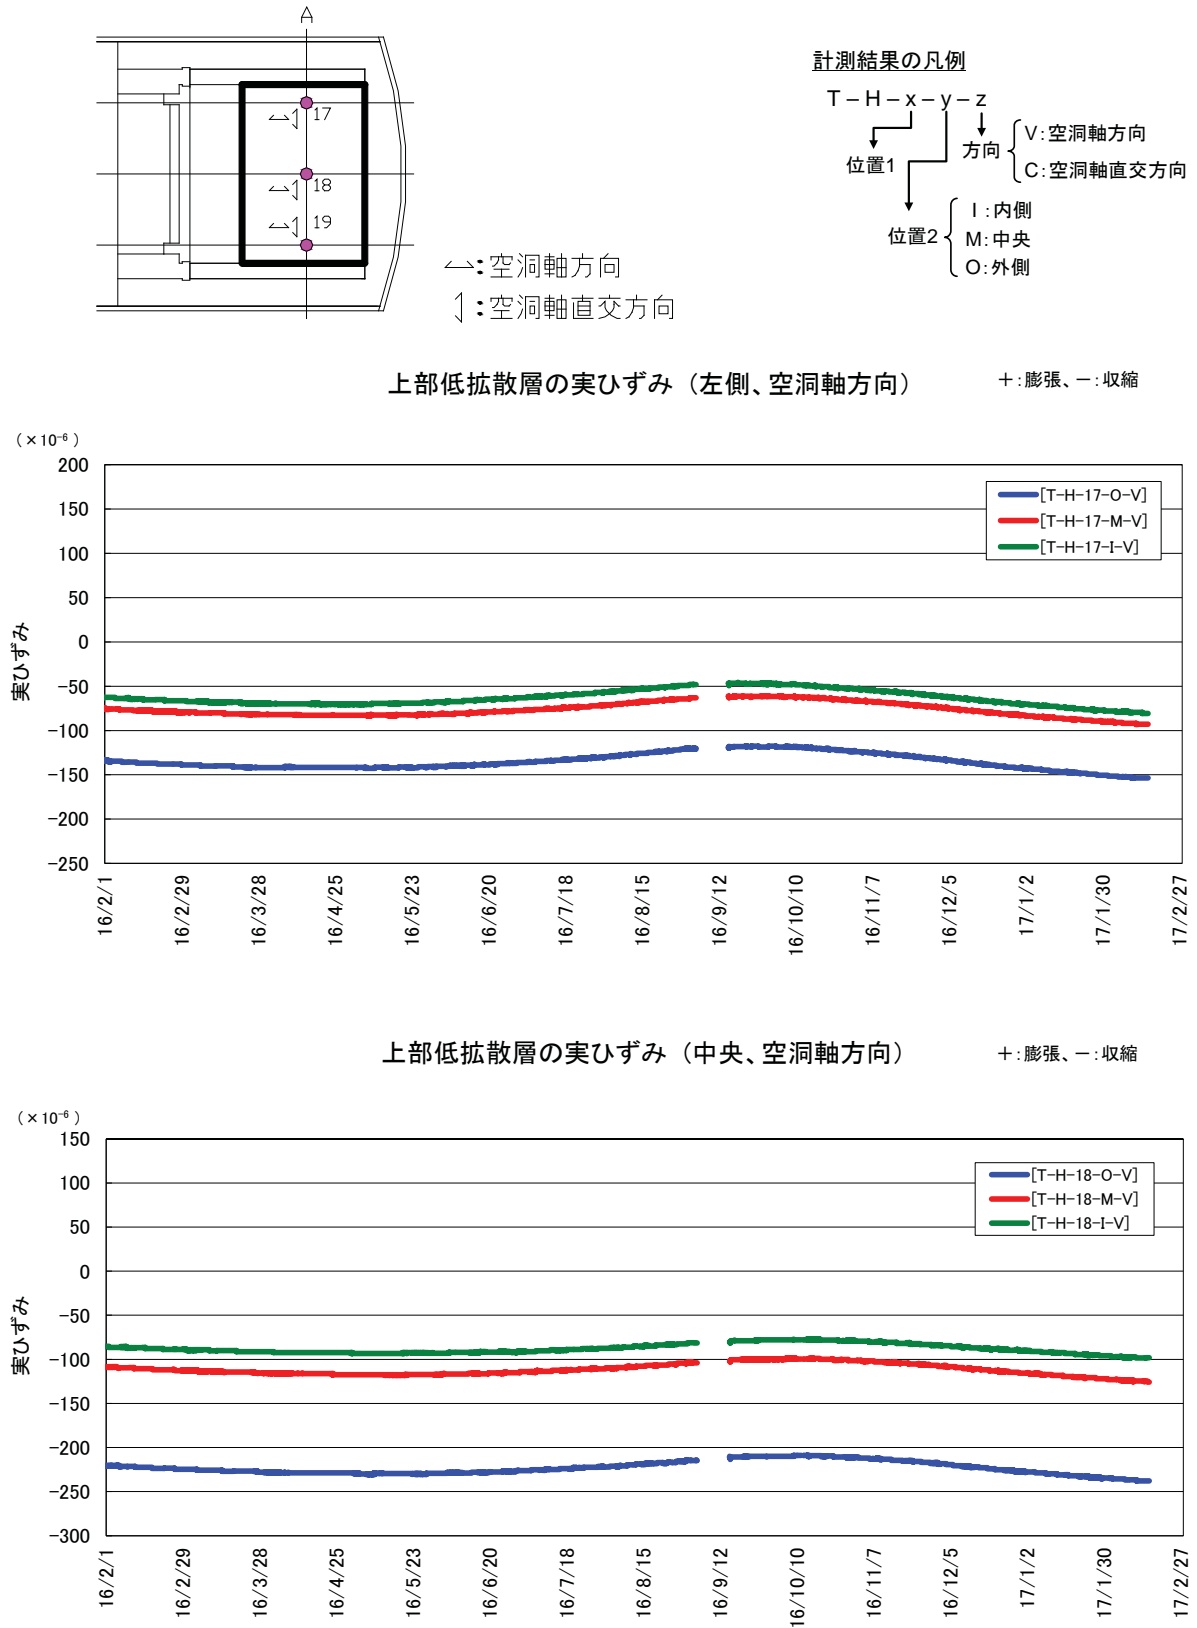 A
17
18
19
↔:空洞軸方向
↕:空洞軸直交方向
計測結果の凡例
T-H-x-y-z
位置1
方向
V:空洞軸方向
C:空洞軸直交方向
位置2
I:内側
M:中央
O:外側
上部低拡散層の実ひずみ(左側、空洞軸方向)
+:膨張、-:収縮
(×10⁻⁶)
実ひずみ
200
150
100
50
0
-50
-100
-150
-200
-250
[T-H-17-O-V]
[T-H-17-M-V]
[T-H-17-I-V]
16/2/1
16/2/29
16/3/28
16/4/25
16/5/23
16/6/20
16/7/18
16/8/15
16/9/12
16/10/10
16/11/7
16/12/5
17/1/2
17/1/30
17/2/27
上部低拡散層の実ひずみ(中央、空洞軸方向)
+:膨張、-:収縮
(×10⁻⁶)
実ひずみ
150
100
50
0
-50
-100
-150
-200
-250
-300
[T-H-18-O-V]
[T-H-18-M-V]
[T-H-18-I-V]
16/2/1
16/2/29
16/3/28
16/4/25
16/5/23
16/6/20
16/7/18
16/8/15
16/9/12
16/10/10
16/11/7
16/12/5
17/1/2
17/1/30
17/2/27